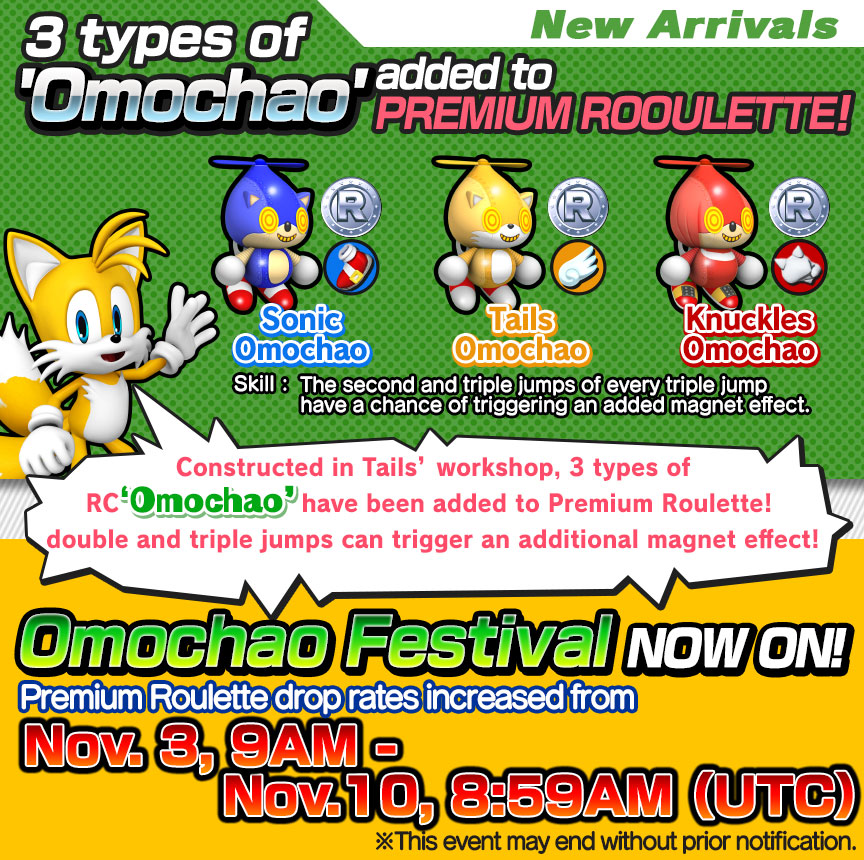 New Arrivals
3 types of
'Omochao' added to
PREMIUM ROOULETTE!
R
R
R
Sonic
Omochao
Tails
Omochao
Knuckles
Omochao
Skill : The second and triple jumps of every triple jump
have a chance of triggering an added magnet effect.
Constructed in Tails’ workshop, 3 types of
RC‘Omochao’ have been added to Premium Roulette!
double and triple jumps can trigger an additional magnet effect!
Omochao Festival NOW ON!
Premium Roulette drop rates increased from
Nov. 3, 9AM -
Nov.10, 8:59AM (UTC)
※This event may end without prior notification.